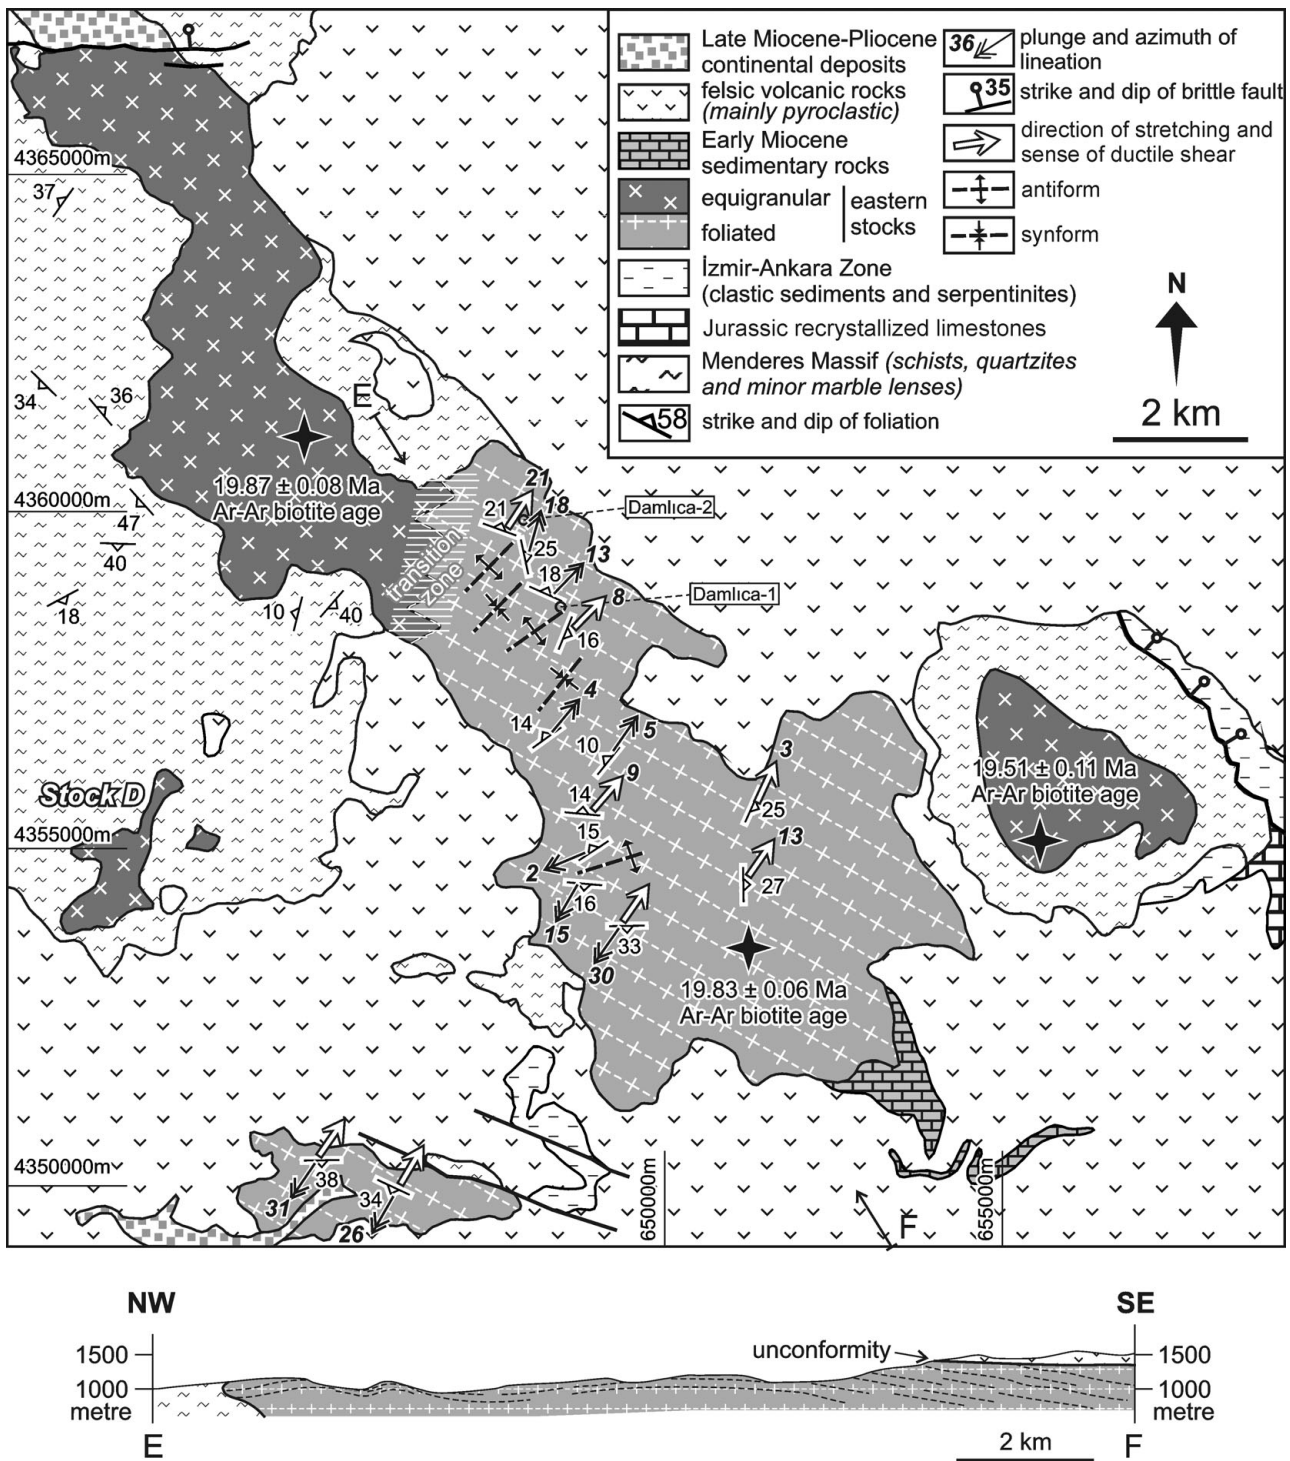 Late Miocene-Pliocene
continental deposits
felsic volcanic rocks
(mainly pyroclastic)
Early Miocene
sedimentary rocks
equigranular
foliated
eastern
stocks
İzmir-Ankara Zone
(clastic sediments and serpentinites)
Jurassic recrystallized limestones
Menderes Massif (schists, quartzites
and minor marble lenses)
58
strike and dip of foliation
36
plunge and azimuth of
lineation
35
strike and dip of brittle fault
direction of stretching and
sense of ductile shear
antiform
synform
N
2 km
4365000m
37
34
36
E
19.87 ± 0.08 Ma
Ar-Ar biotite age
4360000m
47
40
18
10
40
transition
zone
21
21
18
Damlıca-2
25
13
18
Damlıca-1
8
16
4
14
5
10
9
14
3
25
15
13
2
27
16
15
33
30
19.83 ± 0.06 Ma
Ar-Ar biotite age
19.51 ± 0.11 Ma
Ar-Ar biotite age
Stock D
4355000m
4350000m
38
31
34
26
650000m
655000m
F
NW
SE
unconformity
1500
1000
metre
1500
1000
metre
E
2 km
F